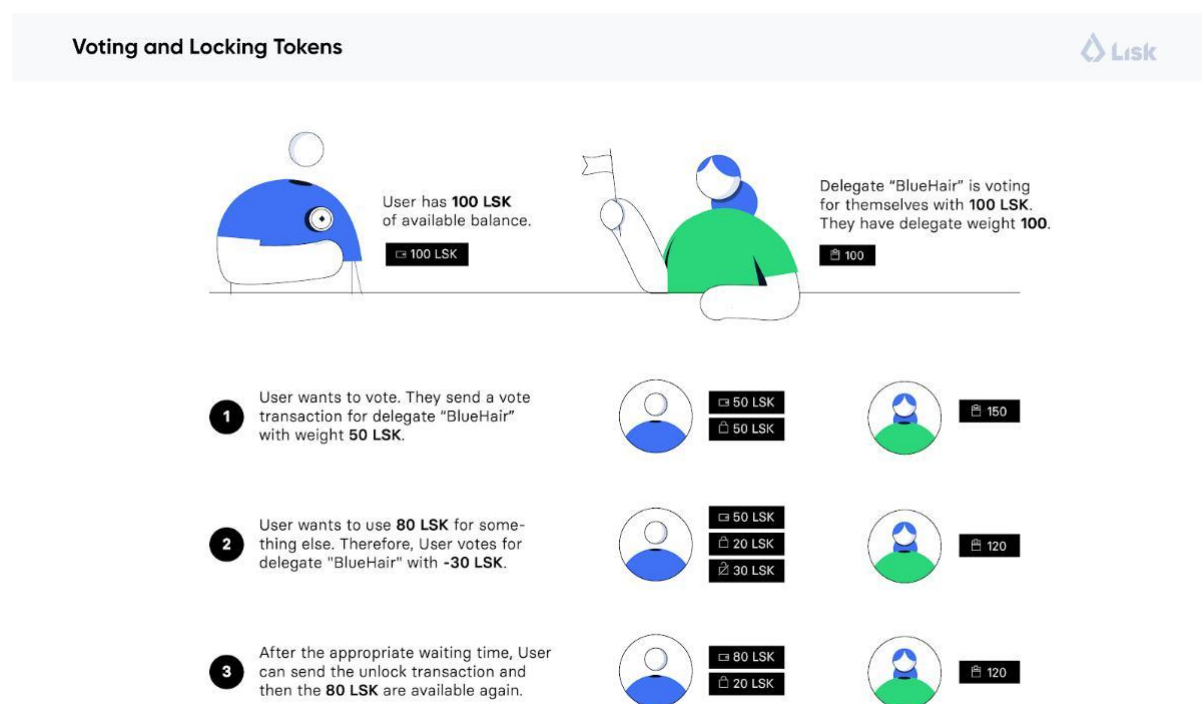 Voting and Locking Tokens
Lisk
User has 100 LSK
of available balance.
100 LSK
Delegate “BlueHair” is voting
for themselves with 100 LSK.
They have delegate weight 100.
100
1
User wants to vote. They send a vote
transaction for delegate “BlueHair”
with weight 50 LSK.
50 LSK
50 LSK
150
2
User wants to use 80 LSK for some-
thing else. Therefore, User votes for
delegate "BlueHair" with -30 LSK.
50 LSK
20 LSK
30 LSK
120
3
After the appropriate waiting time, User
can send the unlock transaction and
then the 80 LSK are available again.
80 LSK
20 LSK
120